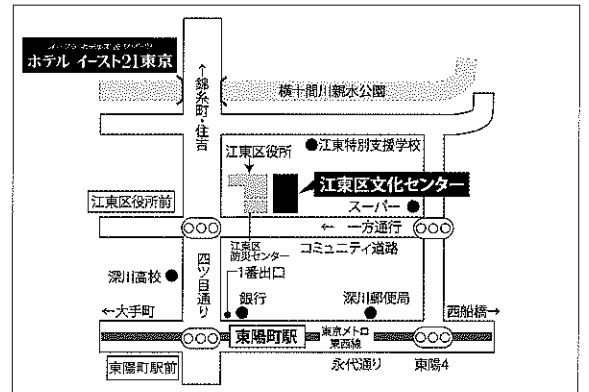 ホテル イースト21東京
↑錦糸町・住吉
横十間川親水公園
江東区役所
江東特別支援学校
江東区文化センター
江東区役所前
スーパー
← 一方通行
コミュニティ道路
江東区
防災センター
四ツ目通り
1番出口
深川高校
銀行
深川郵便局
←大手町
西船橋→
東陽町駅
東京メトロ
東西線
東陽町駅前
永代通り
東陽4